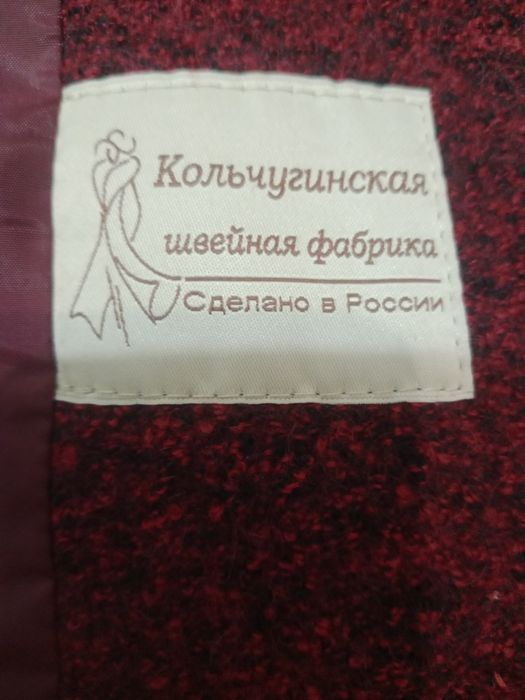 Кольчугинская
швейная фабрика
Сделано в России